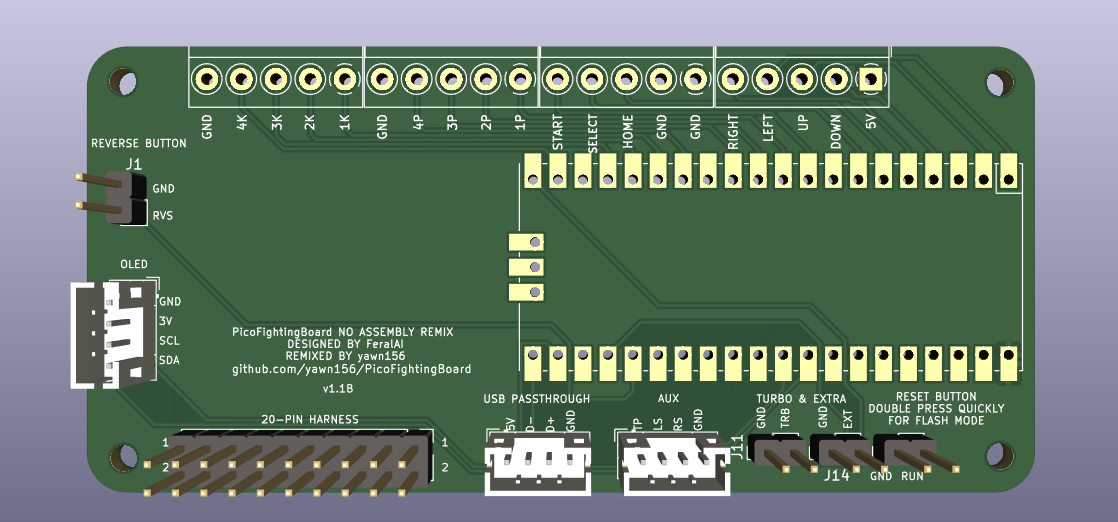 GND 4K 3K 2K 1K GND 4P 3P 2P 1P START SELECT HOME GND GND RIGHT LEFT UP DOWN 5V
REVERSE BUTTON
J1
GND
RVS
OLED
GND
3V
SCL
SDA
PicoFightingBoard NO ASSEMBLY REMIX
DESIGNED BY FeralAI
REMIXED BY yawn156
github.com/yawn156/PicoFightingBoard
v1.1B
20-PIN HARNESS
1 1
2 2
USB PASSTHROUGH
5V D- D+ GND
AUX
TP LS RS GND
J11
TURBO & EXTRA
GND TRB GND EXT
J14
RESET BUTTON
DOUBLE PRESS QUICKLY
FOR FLASH MODE
GND RUN